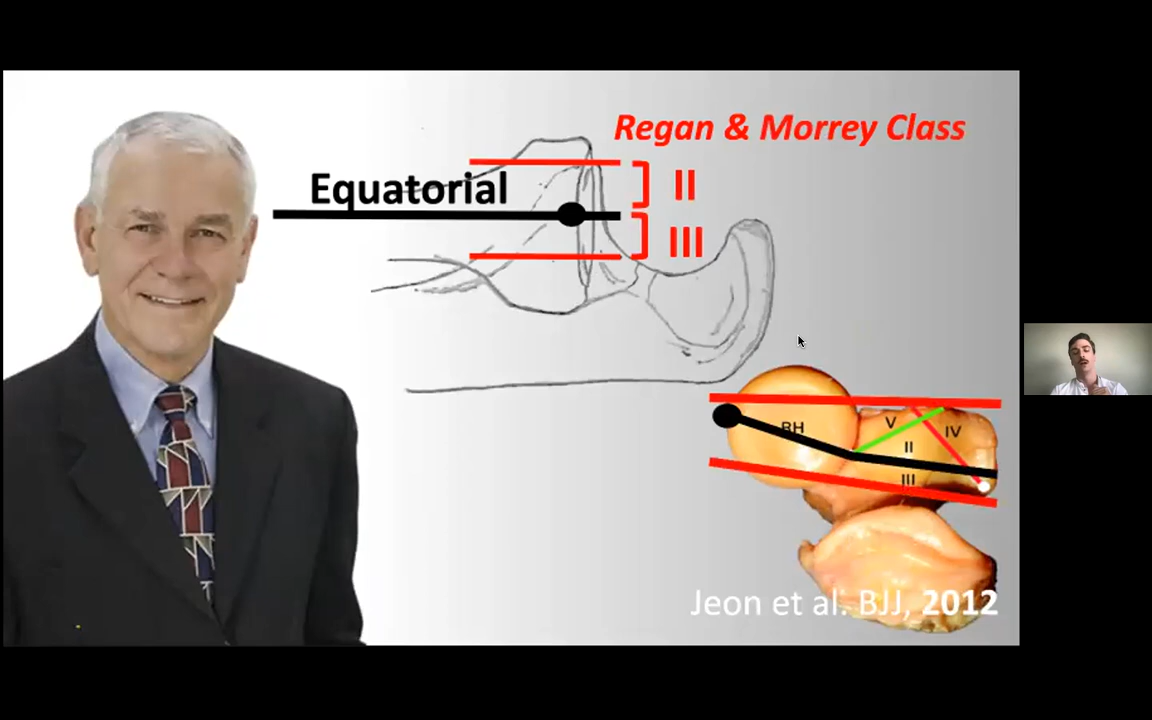 Regan & Morrey Class
Equatorial
II
III
RH
V
IV
II
III
Jeon et al. BJJ, 2012